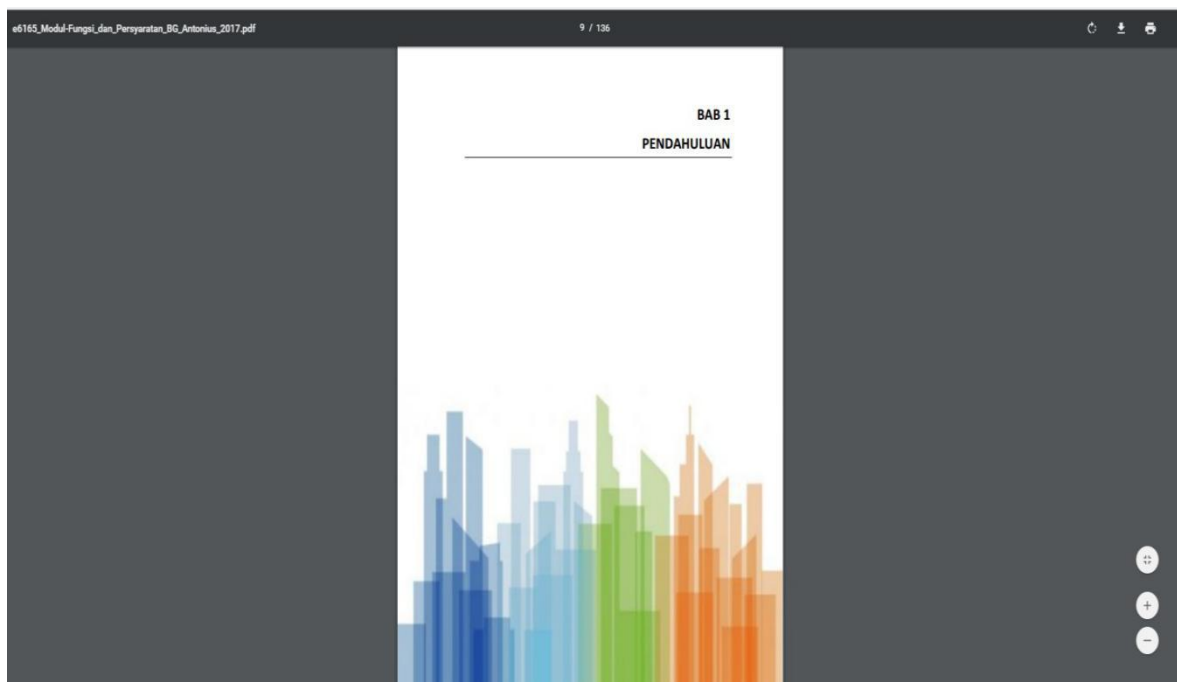 e6165_Modul-Fungsi_dan_Persyaratan_BG_Antonius_2017.pdf
9 / 136
BAB 1
PENDAHULUAN